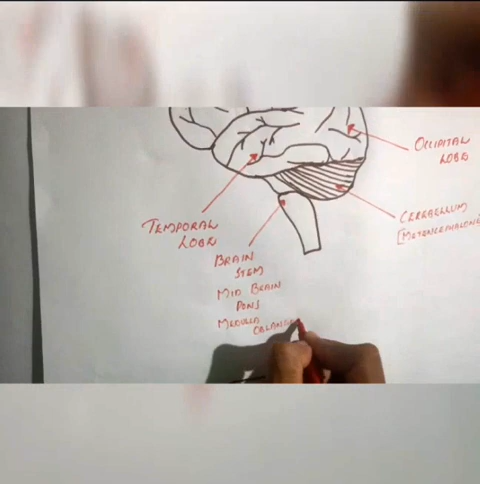 OCCIPITAL
LOBE
TEMPORAL
LOBE
CEREBELLUM
[METENCEPHALON]
BRAIN
STEM
MID BRAIN
PONS
MEDULLA